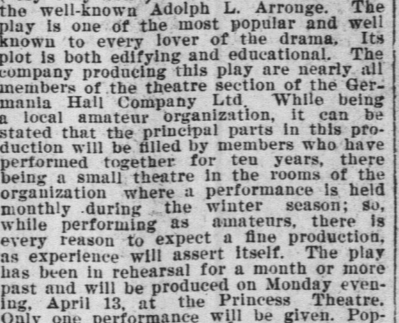 the well-known Adolph L. Arronge. The
play is one of the most popular and well
known to every lover of the drama. Its
plot is both edifying and educational. The
company producing this play are nearly all
members of the theatre section of the Ger-
mania Hall Company Ltd. While being
a local amateur organization, it can be
stated that the principal parts in this pro-
duction will be filled by members who have
performed together for ten years, there
being a small theatre in the rooms of the
organization where a performance is held
monthly during the winter season; so,
while performing as amateurs, there is
every reason to expect a fine production,
as experience will assert itself. The play
has been in rehearsal for a month or more
past and will be produced on Monday even-
ing, April 13, at the Princess Theatre.
Only one performance will be given. Pop-